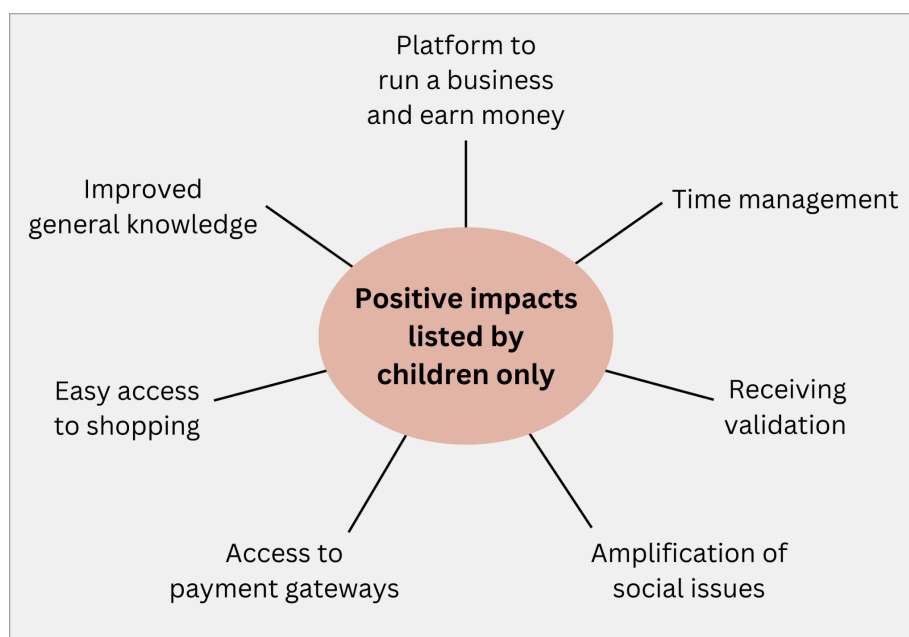 Platform to
run a business
and earn money
Improved
general knowledge
Time management
Positive impacts
listed by
children only
Easy access
to shopping
Receiving
validation
Access to
payment gateways
Amplification of
social issues